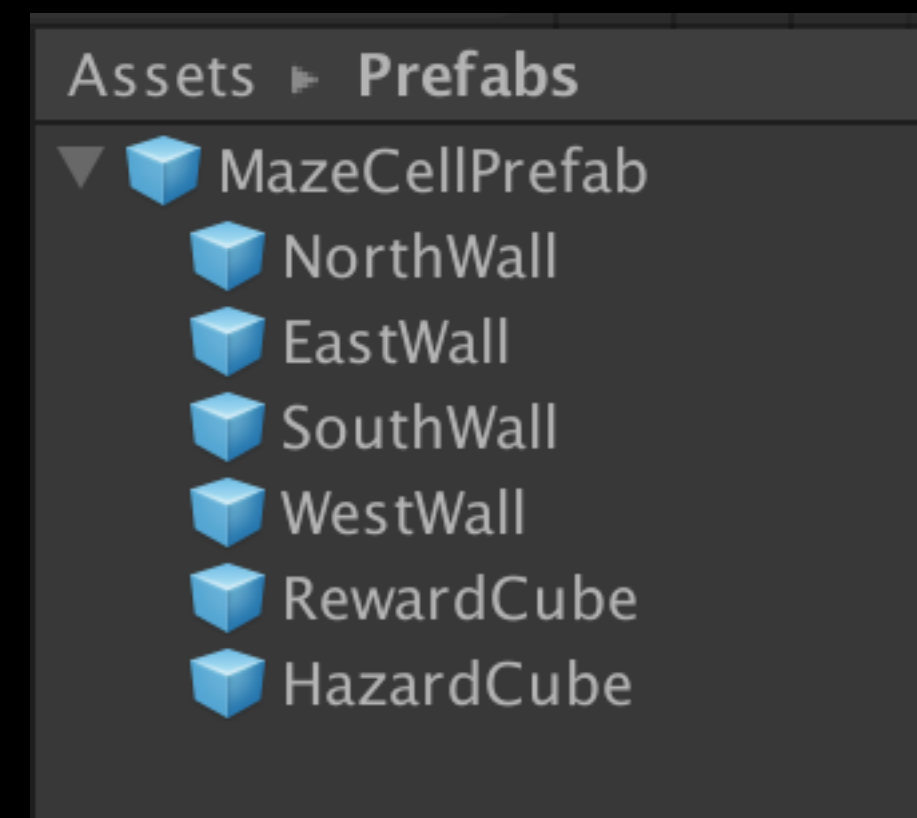 Assets Prefabs
MazeCellPrefab
NorthWall
EastWall
SouthWall
WestWall
RewardCube
HazardCube